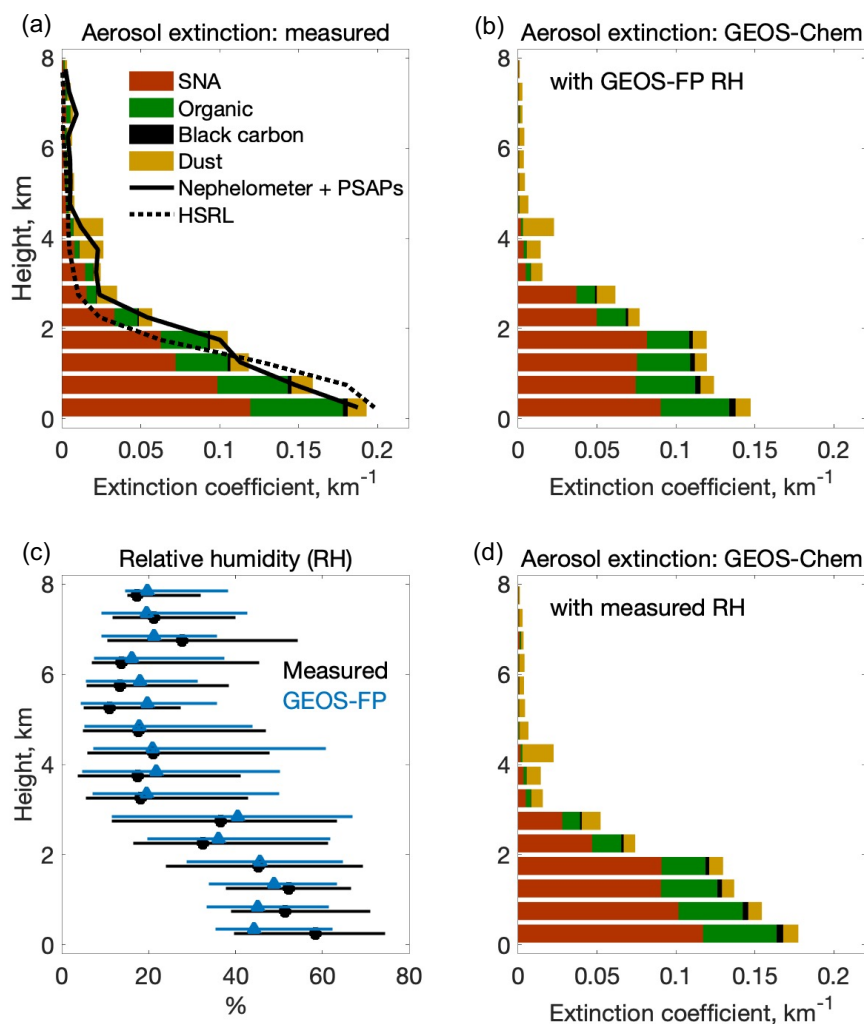 (a) Aerosol extinction: measured
8
6
4
2
0
Height, km
SNA
Organic
Black carbon
Dust
Nephelometer + PSAPs
HSRL
0 0.05 0.1 0.15 0.2
Extinction coefficient, km-1
(b) Aerosol extinction: GEOS-Chem
with GEOS-FP RH
8
6
4
2
0
0 0.05 0.1 0.15 0.2
Extinction coefficient, km-1
(c) Relative humidity (RH)
8
6
4
2
0
Height, km
Measured
GEOS-FP
0 20 40 60 80
%
(d) Aerosol extinction: GEOS-Chem
with measured RH
8
6
4
2
0
0 0.05 0.1 0.15 0.2
Extinction coefficient, km-1